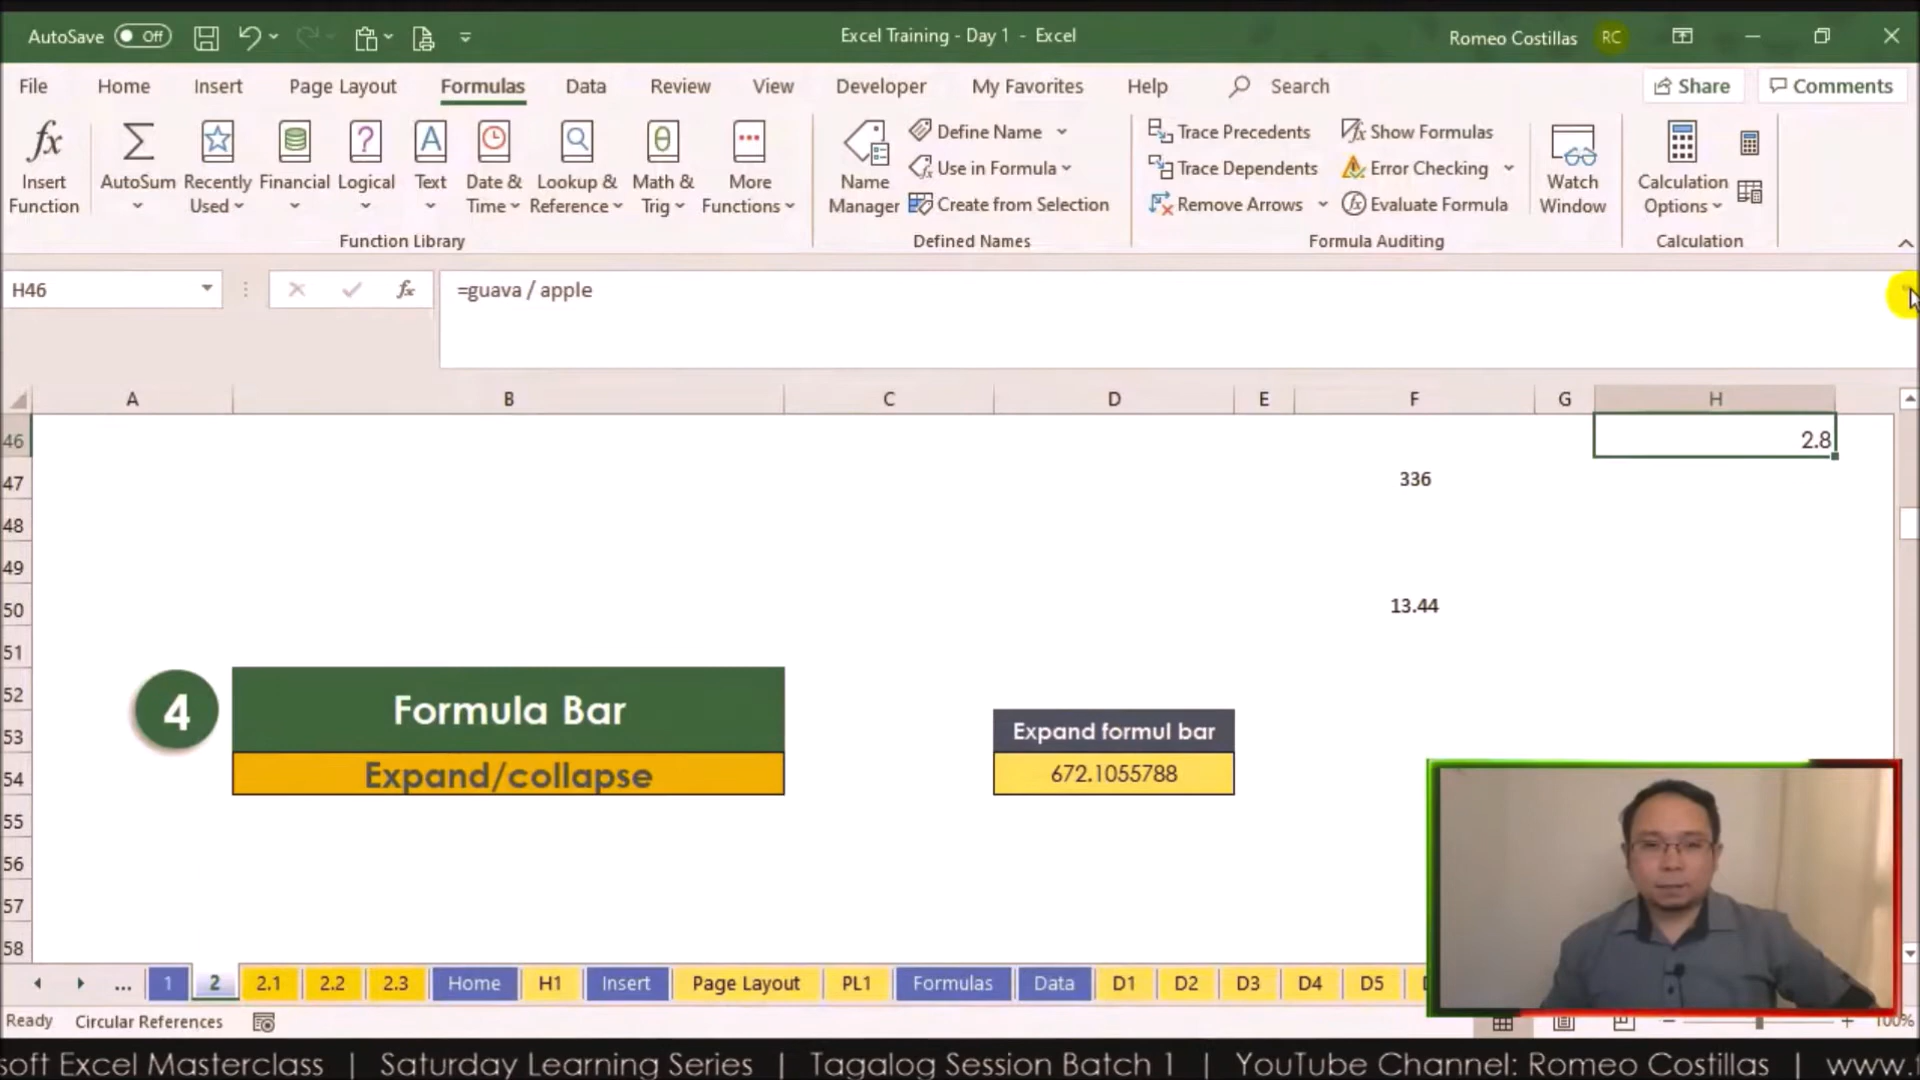 AutoSave Off
Excel Training - Day 1 - Excel
Romeo Costillas RC
File Home Insert Page Layout Formulas Data Review View Developer My Favorites Help Search Share Comments
Insert Function
AutoSum
Recently Used
Financial
Logical
Text
Date & Time
Lookup & Reference
Math & Trig
More Functions
Function Library
Name Manager
Define Name
Use in Formula
Create from Selection
Defined Names
Trace Precedents
Trace Dependents
Remove Arrows
Show Formulas
Error Checking
Evaluate Formula
Watch Window
Formula Auditing
Calculation Options
Calculation
H46
fx
=guava / apple
A B C D E F G H
46 2.8
47 336
48
49
50 13.44
51
52
53
54
55
56
57
58
4
Formula Bar
Expand/collapse
Expand formul bar
672.1055788
... 1 2 2.1 2.2 2.3 Home H1 Insert Page Layout PL1 Formulas Data D1 D2 D3 D4 D5
Ready Circular References
100%
soft Excel Masterclass | Saturday Learning Series | Tagalog Session Batch 1 | YouTube Channel: Romeo Costillas | www.